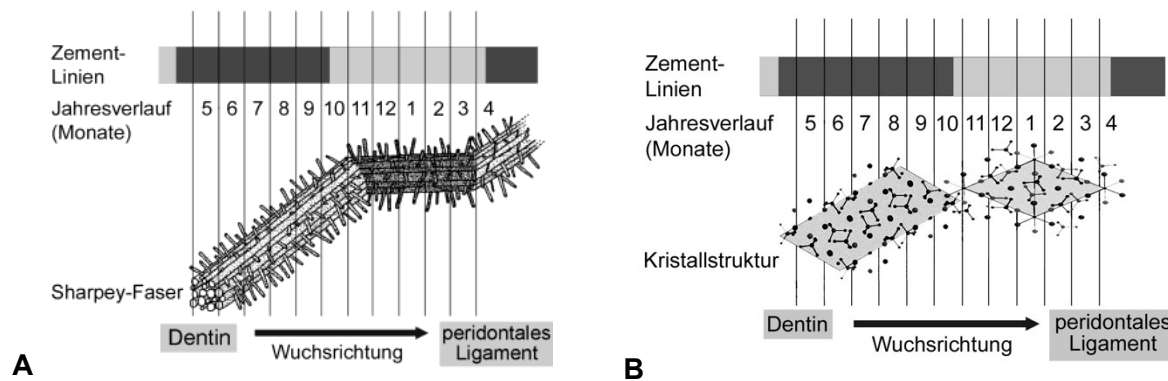 Zement-
Linien
Jahresverlauf
(Monate)
5 6 7 8 9 10 11 12 1 2 3 4
Sharpey-Faser
Dentin
Wuchsrichtung
peridontales
Ligament
A
Zement-
Linien
Jahresverlauf
(Monate)
5 6 7 8 9 10 11 12 1 2 3 4
Kristallstruktur
Dentin
Wuchsrichtung
peridontales
Ligament
B